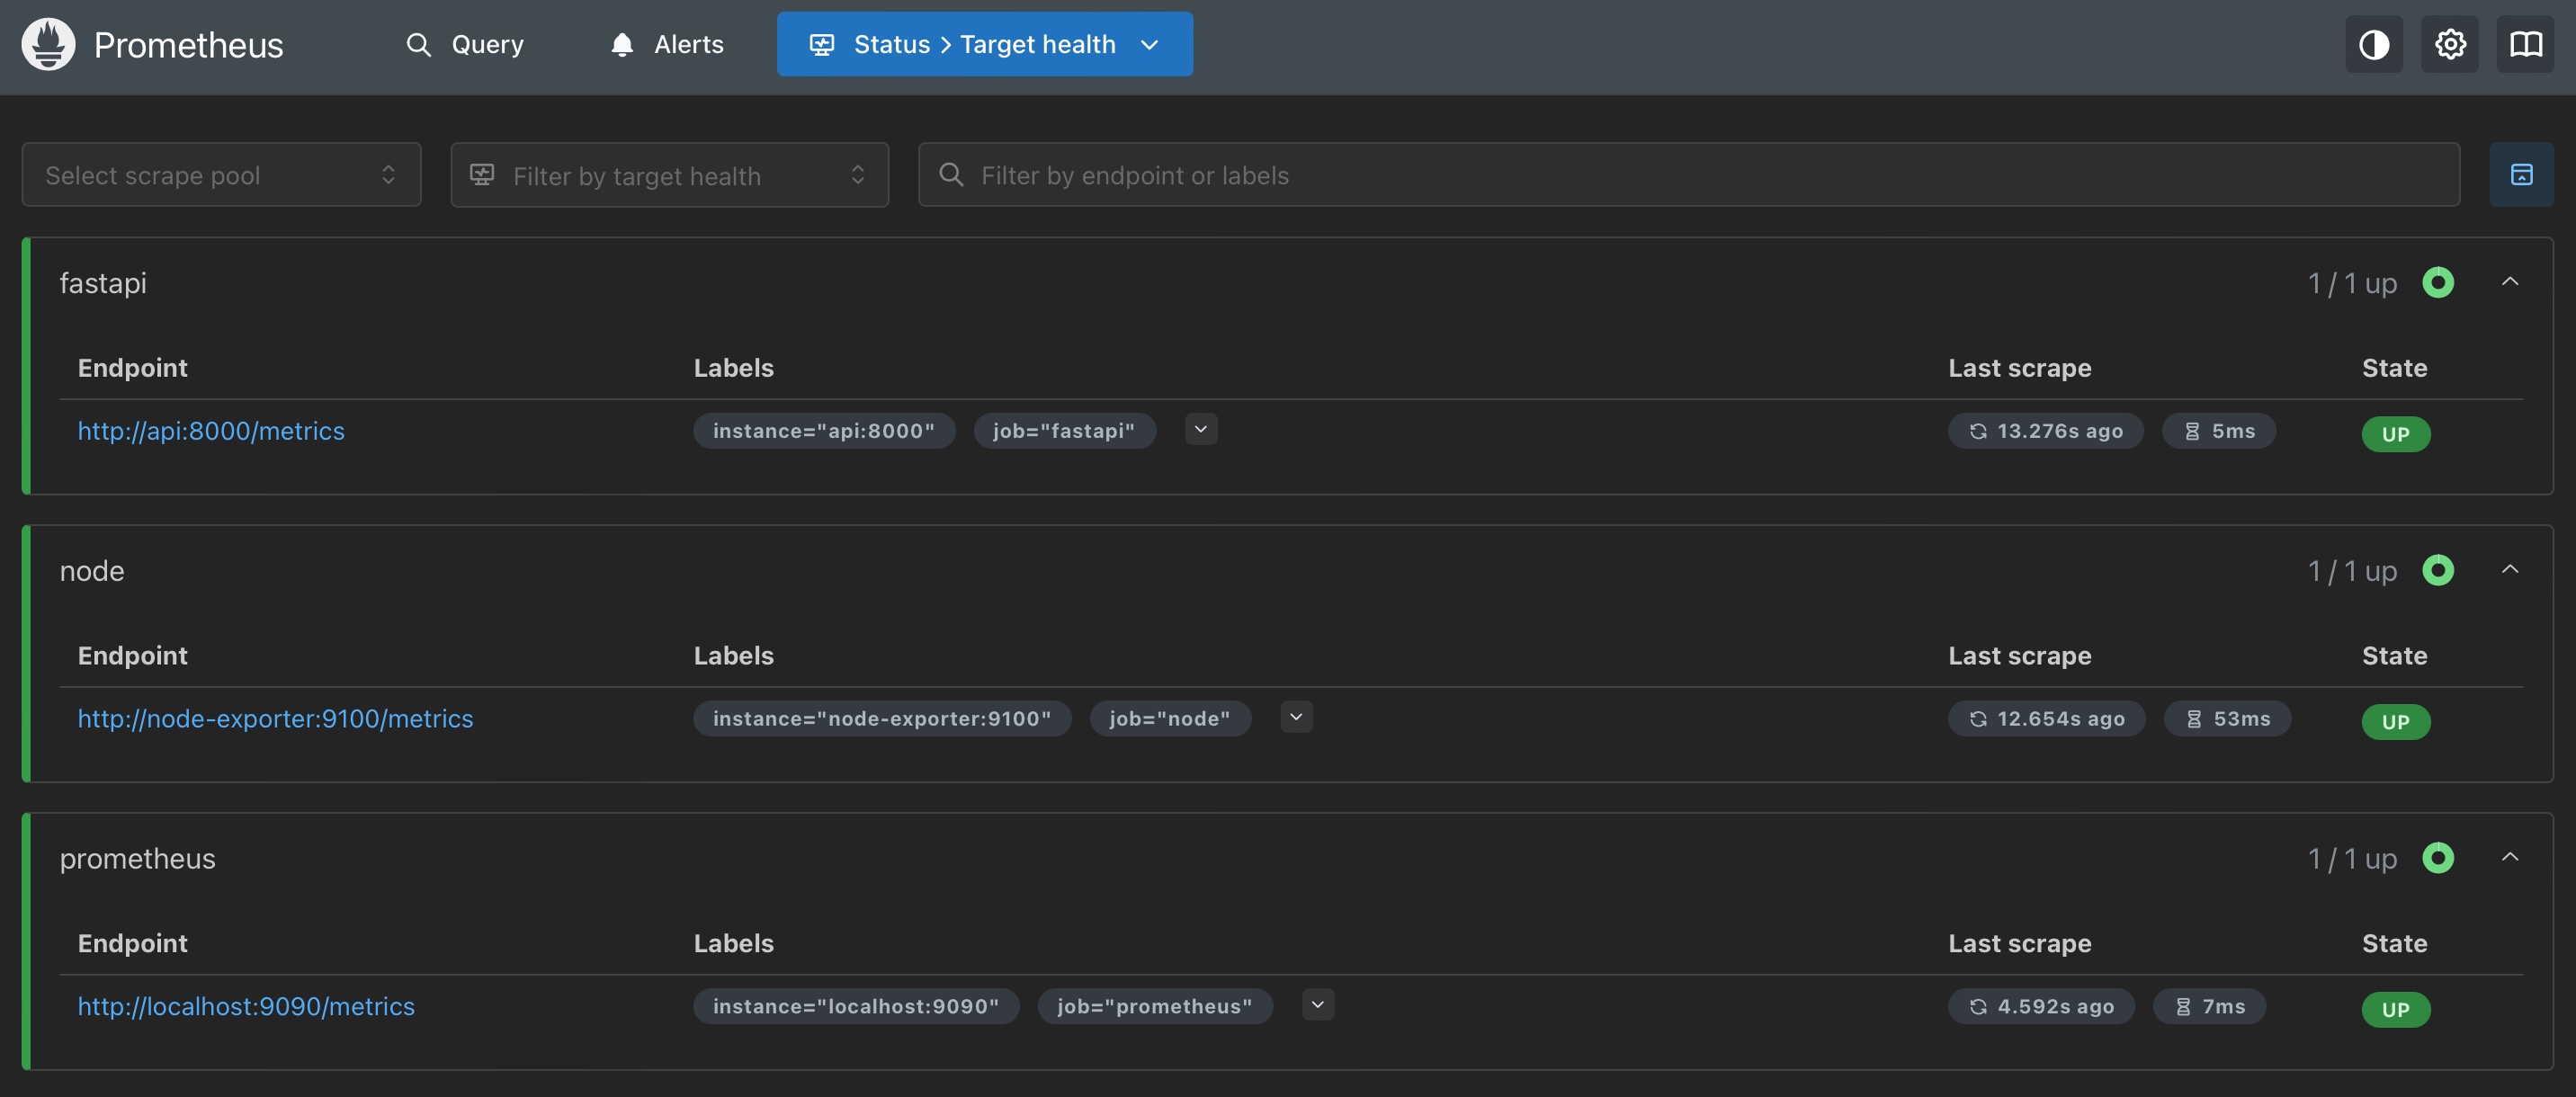 Prometheus Query Alerts Status > Target health
Select scrape pool Filter by target health Filter by endpoint or labels
fastapi 1 / 1 up
Endpoint Labels Last scrape State
http://api:8000/metrics instance="api:8000" job="fastapi" 13.276s ago 5ms UP
node 1 / 1 up
Endpoint Labels Last scrape State
http://node-exporter:9100/metrics instance="node-exporter:9100" job="node" 12.654s ago 53ms UP
prometheus 1 / 1 up
Endpoint Labels Last scrape State
http://localhost:9090/metrics instance="localhost:9090" job="prometheus" 4.592s ago 7ms UP